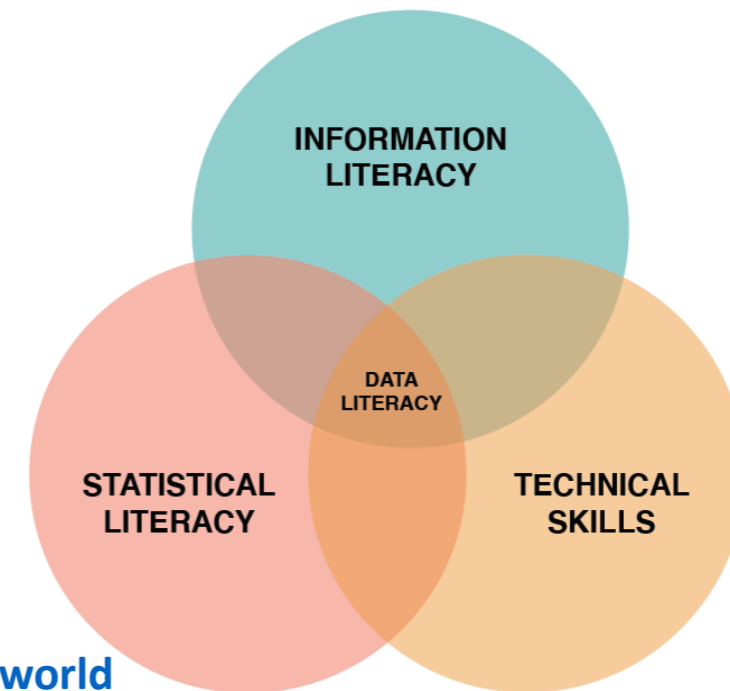 INFORMATION
LITERACY
DATA
LITERACY
STATISTICAL
LITERACY
TECHNICAL
SKILLS
world